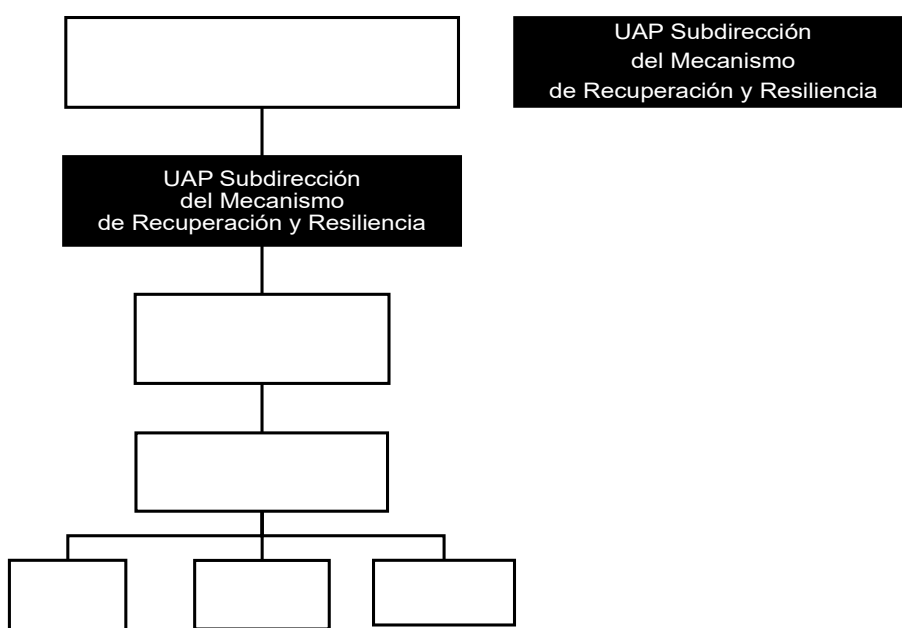 UAP Subdirección
del Mecanismo
de Recuperación y Resiliencia
UAP Subdirección
del Mecanismo
de Recuperación y Resiliencia